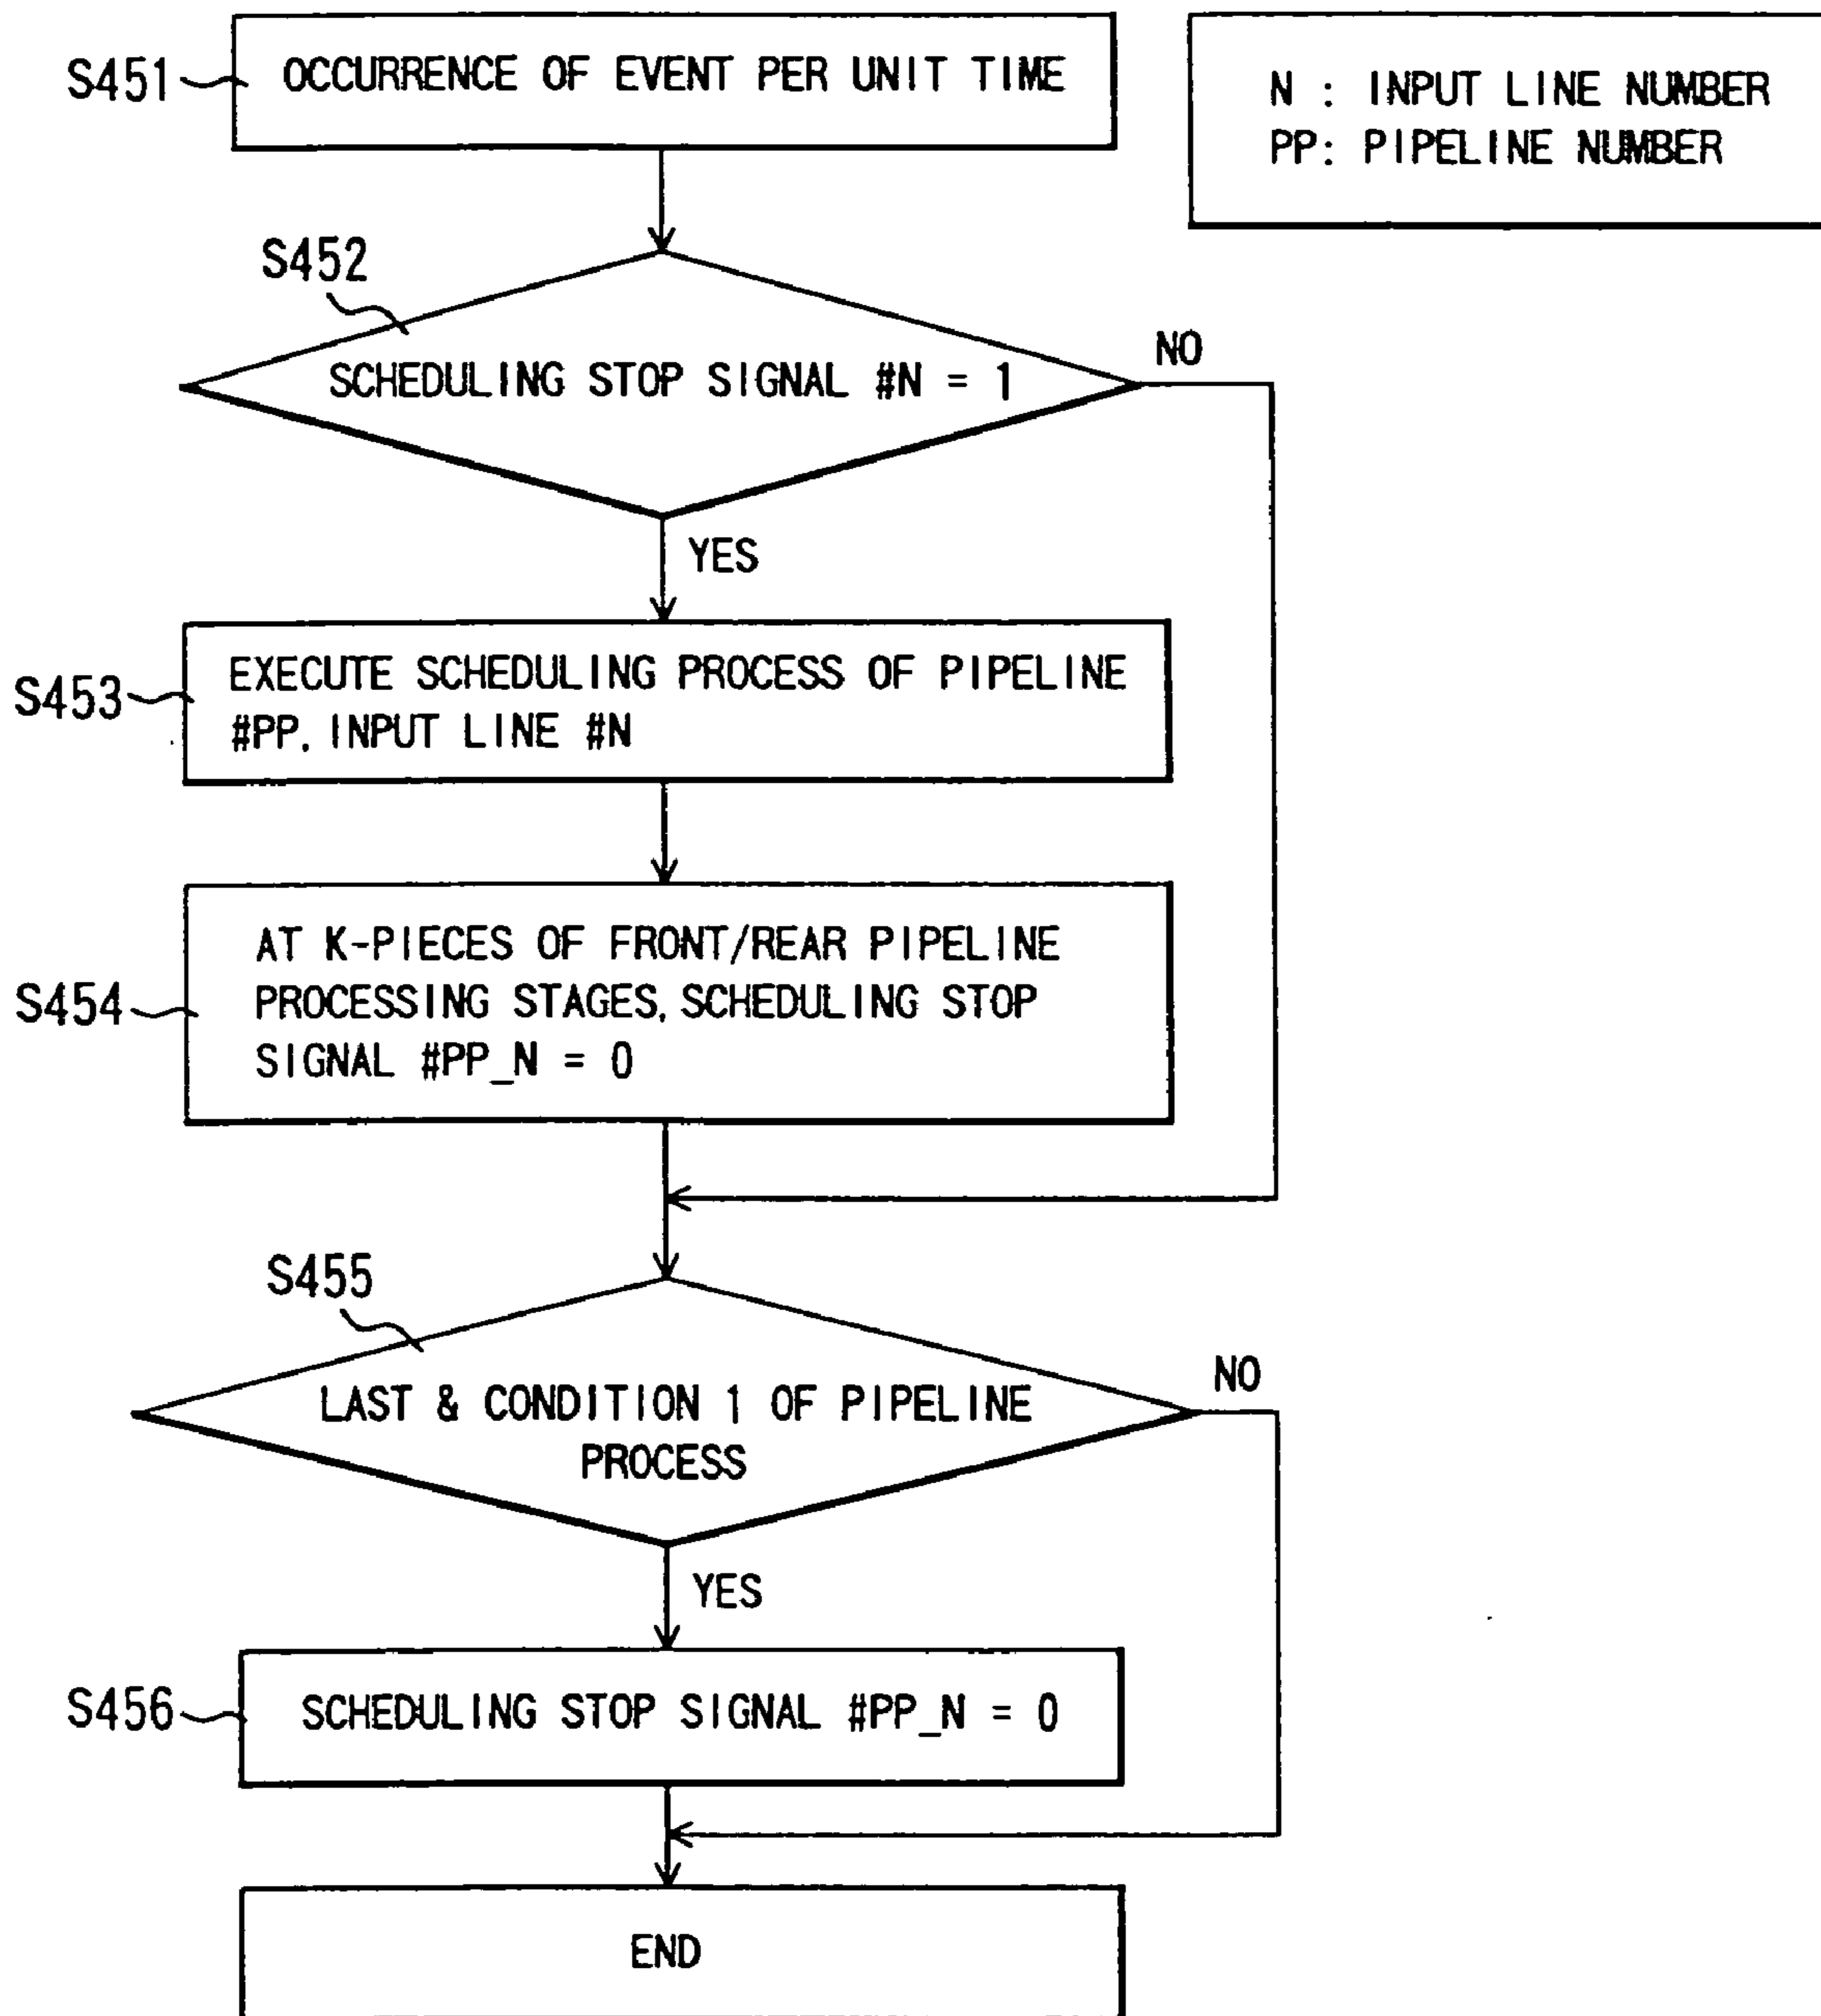 S451
OCCURRENCE OF EVENT PER UNIT TIME
N : INPUT LINE NUMBER
PP: PIPELINE NUMBER
S452
SCHEDULING STOP SIGNAL #N = 1
NO
YES
S453
EXECUTE SCHEDULING PROCESS OF PIPELINE
#PP, INPUT LINE #N
S454
AT K-PIECES OF FRONT/REAR PIPELINE
PROCESSING STAGES, SCHEDULING STOP
SIGNAL #PP_N = 0
S455
LAST & CONDITION 1 OF PIPELINE
PROCESS
NO
YES
S456
SCHEDULING STOP SIGNAL #PP_N = 0
END